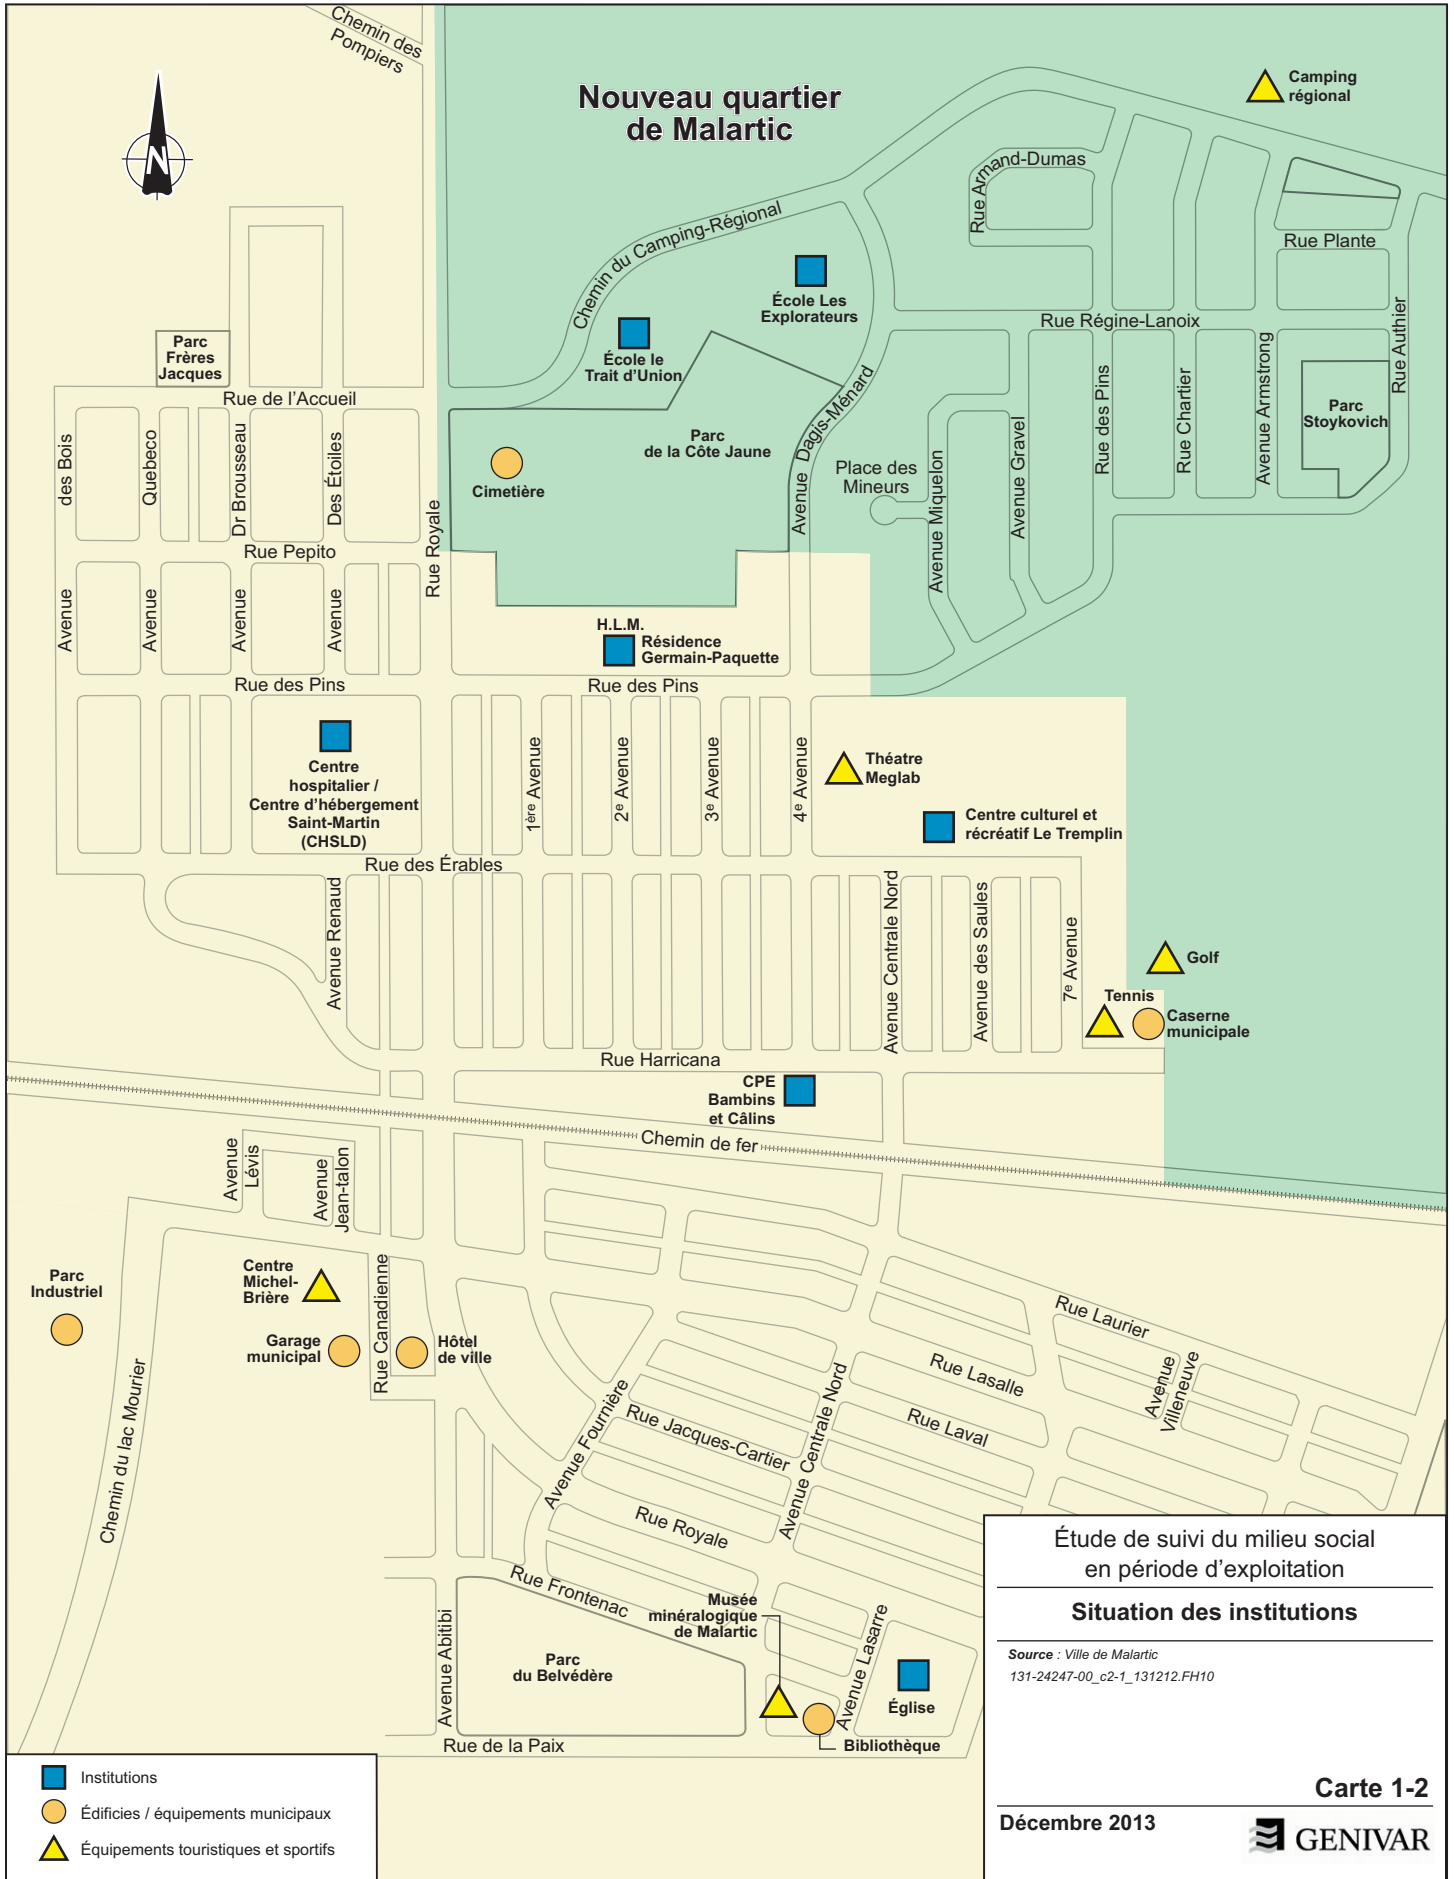 Chemin des
Pompiers
Nouveau quartier
de Malartic
Camping
régional
N
Rue Armand-Dumas
Chemin du Camping-Régional
Rue Plante
École Les
Explorateurs
Rue Régine-Lanoix
Rue Authier
École le
Trait d'Union
Parc
Frères
Jacques
Rue de l'Accueil
Avenue Dagis-Ménard
Rue des Pins
Rue Chartier
Avenue Armstrong
Parc
Stoykovich
Parc
de la Côte Jaune
Avenue Gravel
Place des
Mineurs
Avenue Miquelon
Cimetière
Avenue des Bois
Avenue Quebeco
Avenue Dr Brousseau
Avenue Des Étoiles
Rue Royale
Rue Pepito
H.L.M.
Résidence
Germain-Paquette
Rue des Pins
Rue des Pins
Centre
hospitalier /
Centre d'hébergement
Saint-Martin
(CHSLD)
1ère Avenue
2e Avenue
3e Avenue
4e Avenue
Théatre
Meglab
Centre culturel et
récréatif Le Tremplin
Rue des Érables
Avenue Renaud
Avenue Centrale Nord
Avenue des Saules
7e Avenue
Golf
Tennis
Caserne
municipale
Rue Harricana
CPE
Bambins
et Câlins
Chemin de fer
Avenue
Lévis
Avenue
Jean-talon
Parc
Industriel
Centre
Michel-
Brière
Garage
municipal
Rue Canadienne
Hôtel
de ville
Chemin du lac Mourier
Rue Laurier
Rue Lasalle
Avenue
Villeneuve
Rue Laval
Avenue Fournière
Rue Jacques-Cartier
Avenue Centrale Nord
Rue Royale
Rue Frontenac
Avenue Abitibi
Parc
du Belvédère
Musée
minéralogique
de Malartic
Avenue Lasarre
Église
Bibliothèque
Rue de la Paix
Institutions
Édificies / équipements municipaux
Équipements touristiques et sportifs
Étude de suivi du milieu social
en période d'exploitation
Situation des institutions
Source : Ville de Malartic
131-24247-00_c2-1_131212.FH10
Carte 1-2
Décembre 2013
GENIVAR